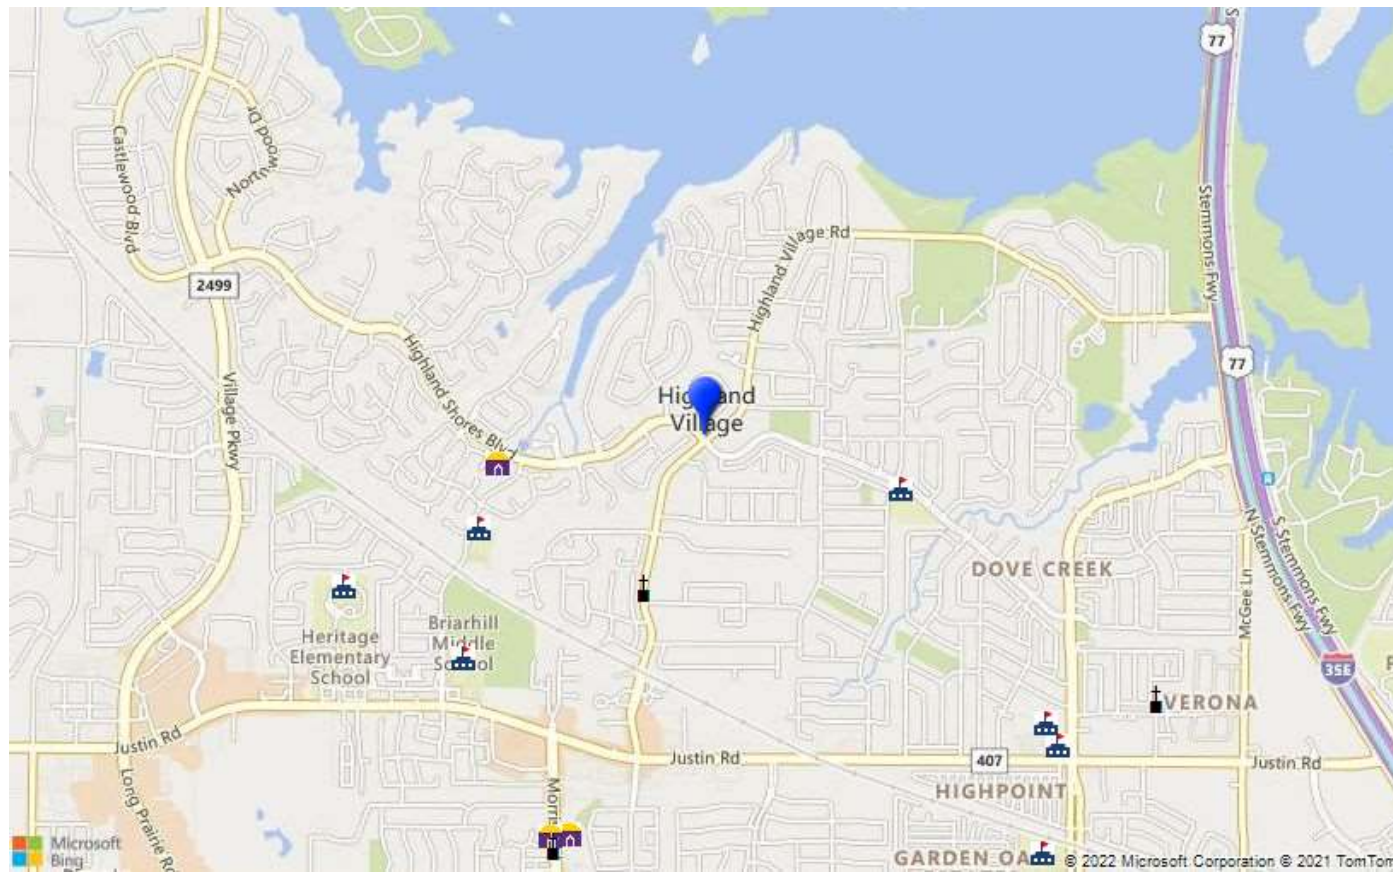 77
S
Castlewood Blvd
wood Dr
North
Stemmons Fwy
Highland Village Rd
2499
Highland Shores Blvd
Village Pkwy
77
Highland
Village
N Stemmons Fwy
S Stemmons Fwy
DOVE CREEK
McGee Ln
Heritage
Elementary
School
Briarhill
Middle
School
35E
VERONA
Justin Rd
Justin Rd
407
Justin Rd
Long Prairie Rd
HIGHPOINT
Microsoft
Bing
GARDEN OA
© 2022 Microsoft Corporation © 2021 TomTom